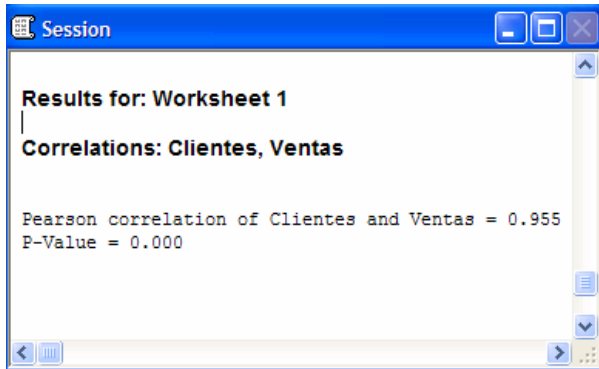 Session
Results for: Worksheet 1
Correlations: Clientes, Ventas
Pearson correlation of Clientes and Ventas = 0.955
P-Value = 0.000